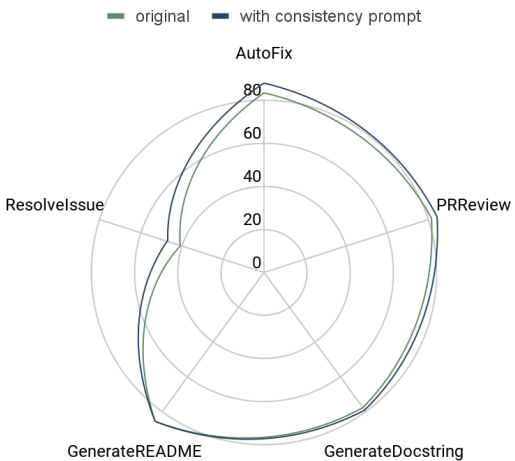 original with consistency prompt
AutoFix
80
60
ResolveIssue PRReview
40
20
0
GenerateREADME GenerateDocstring